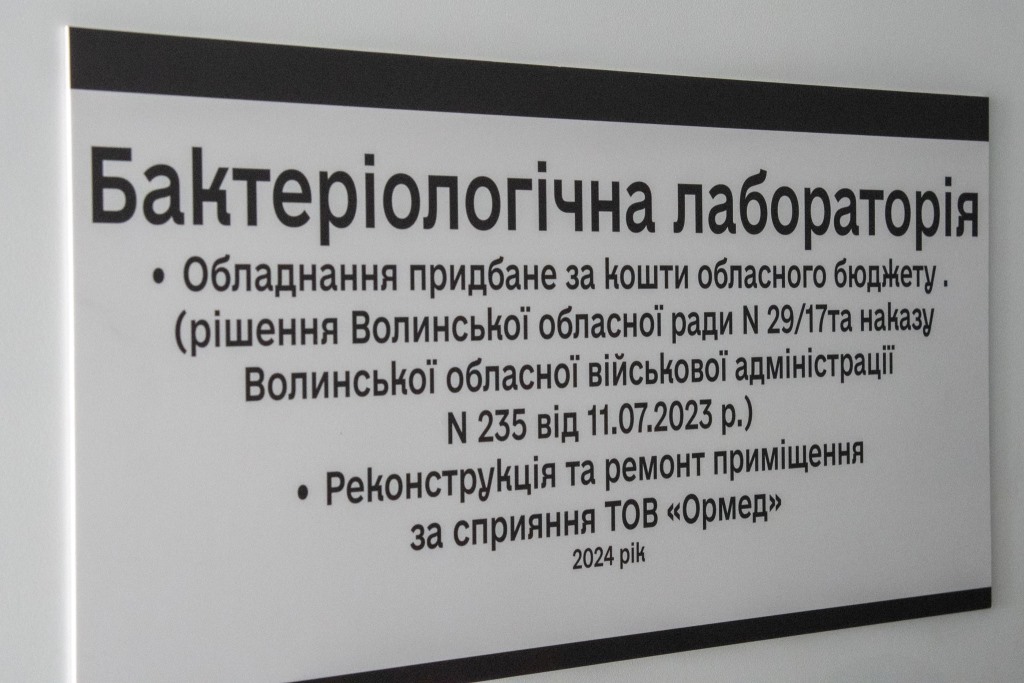 Бактеріологічна лабораторія
• Обладнання придбане за кошти обласного бюджету .
(рішення Волинської обласної ради N 29/17та наказу
Волинської обласної військової адміністрації
N 235 від 11.07.2023 р.)
• Реконструкція та ремонт приміщення
за сприяння ТОВ «Ормед»
2024 рік